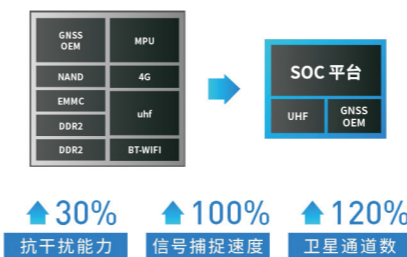 GNSS
OEM
MPU
NAND
4G
EMMC
uhf
DDR2
DDR2
BT-WIFI
SOC 平台
UHF
GNSS
OEM
30%
100%
120%
抗干扰能力
信号捕捉速度
卫星通道数